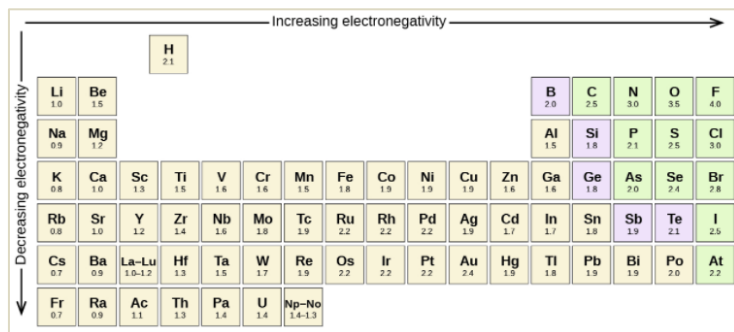 Increasing electronegativity
Decreasing electronegativity
H
2.1
Li Be B C N O F
1.0 1.5 2.0 2.5 3.0 3.5 4.0
Na Mg Al Si P S Cl
0.9 1.2 1.5 1.8 2.1 2.5 3.0
K Ca Sc Ti V Cr Mn Fe Co Ni Cu Zn Ga Ge As Se Br
0.8 1.0 1.3 1.5 1.6 1.6 1.5 1.8 1.9 1.9 1.9 1.6 1.6 1.8 2.0 2.4 2.8
Rb Sr Y Zr Nb Mo Tc Ru Rh Pd Ag Cd In Sn Sb Te I
0.8 1.0 1.2 1.4 1.6 1.8 1.9 2.2 2.2 2.2 1.9 1.7 1.7 1.8 1.9 2.1 2.5
Cs Ba La–Lu Hf Ta W Re Os Ir Pt Au Hg Tl Pb Bi Po At
0.7 0.9 1.0–1.2 1.3 1.5 1.7 1.9 2.2 2.2 2.2 2.4 1.9 1.8 1.9 1.9 2.0 2.2
Fr Ra Ac Th Pa U Np–No
0.7 0.9 1.1 1.3 1.4 1.4 1.4–1.3